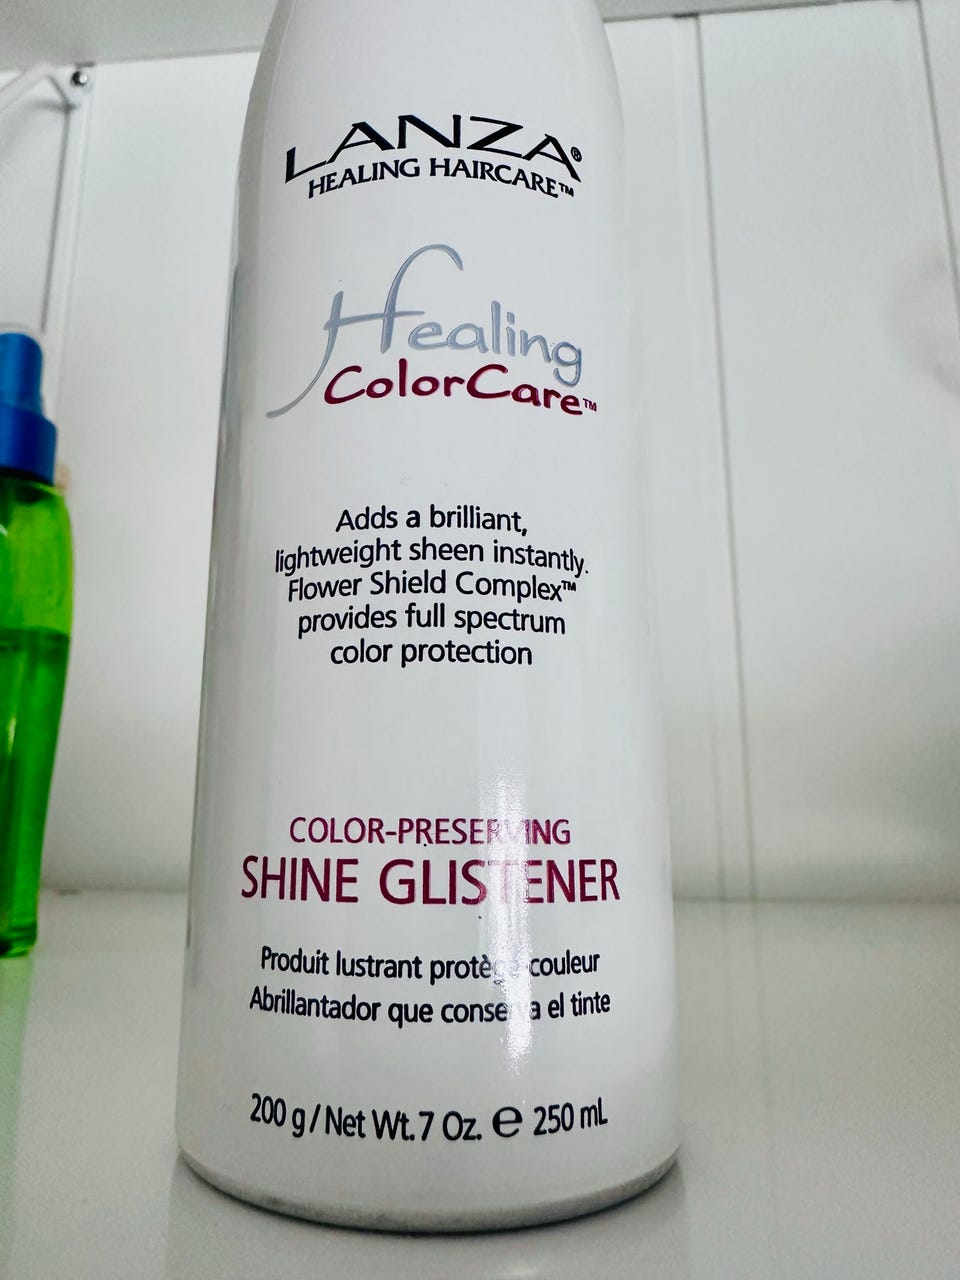 LANZA®
HEALING HAIRCARE™
Healing
ColorCare™
Adds a brilliant,
lightweight sheen instantly.
Flower Shield Complex™
provides full spectrum
color protection
COLOR-PRESERVING
SHINE GLISTENER
Produit lustrant protège couleur
Abrillantador que conserva el tinte
200 g / Net Wt. 7 Oz. ℮ 250 mL